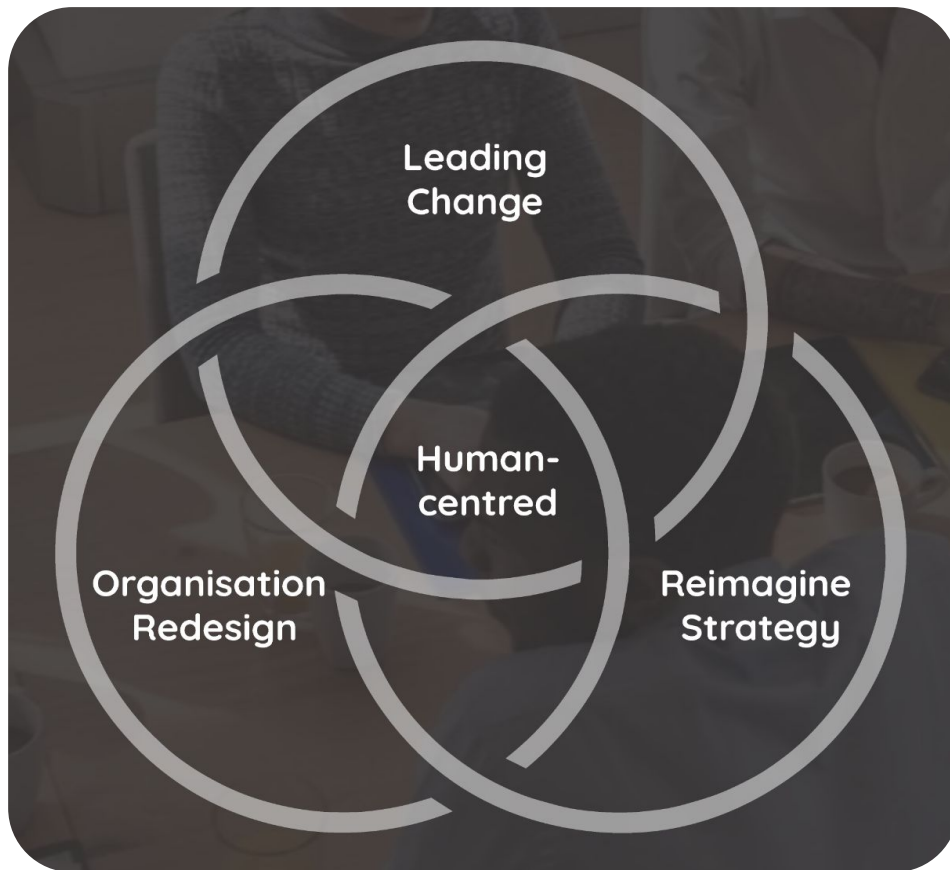 Leading
Change
Human-
centred
Organisation
Redesign
Reimagine
Strategy